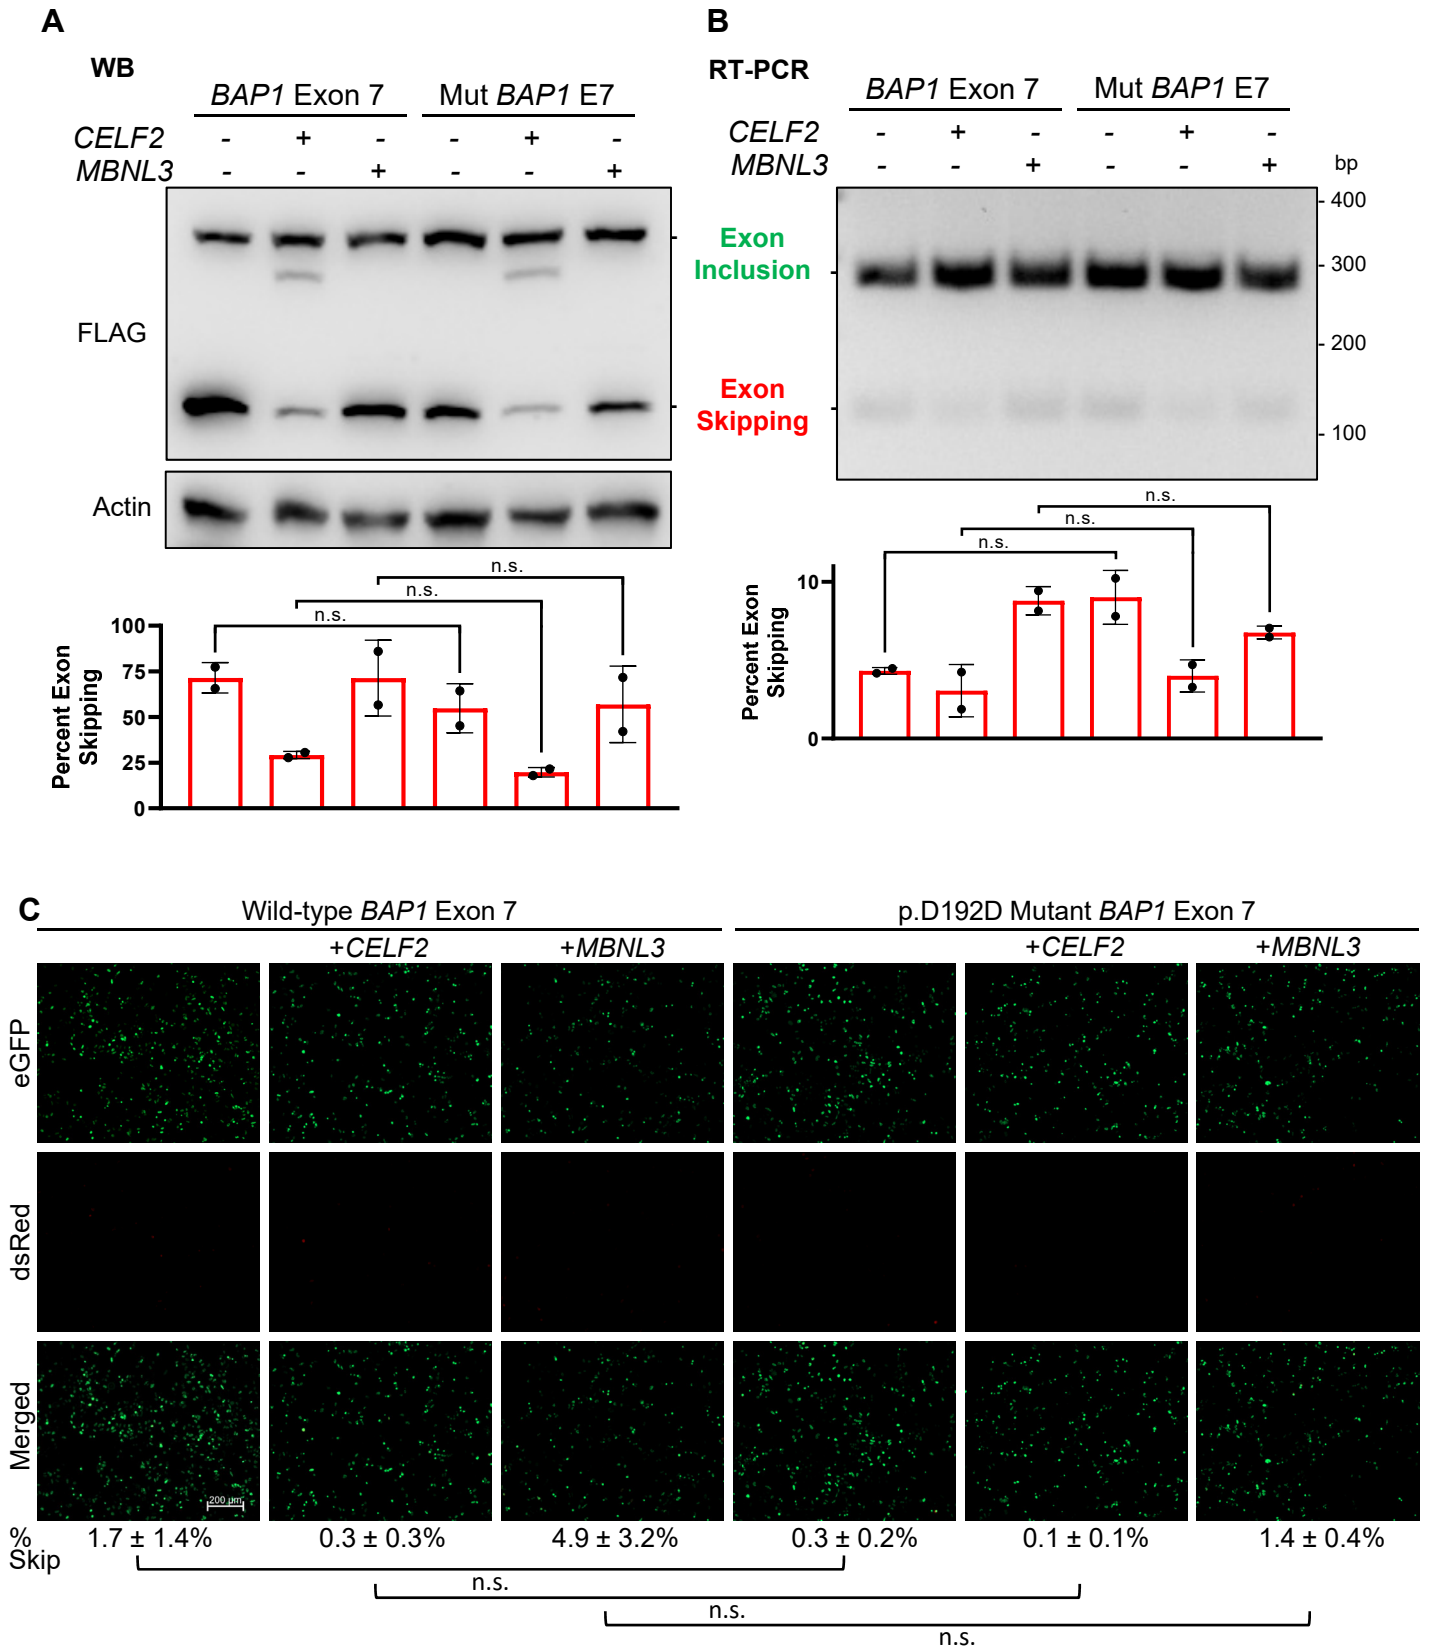 A
WB
BAP1 Exon 7
Mut BAP1 E7
CELF2 - + - - + -
MBNL3 - - + - - +
FLAG
Actin
n.s.
n.s.
n.s.
Percent Exon
Skipping
100
75
50
25
0
B
RT-PCR
BAP1 Exon 7
Mut BAP1 E7
CELF2 - + - - + -
MBNL3 - - + - - +
bp
Exon
Inclusion
Exon
Skipping
- 400
- 300
- 200
- 100
n.s.
n.s.
n.s.
Percent Exon
Skipping
10
0
C
Wild-type BAP1 Exon 7
p.D192D Mutant BAP1 Exon 7
+CELF2
+MBNL3
+CELF2
+MBNL3
eGFP
dsRed
Merged
200 µm
%
Skip
1.7 ± 1.4%
0.3 ± 0.3%
4.9 ± 3.2%
0.3 ± 0.2%
0.1 ± 0.1%
1.4 ± 0.4%
n.s.
n.s.
n.s.